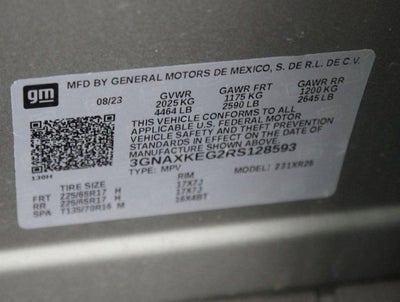 gm MFD BY GENERAL MOTORS DE MEXICO, S. DE R.L. DE C.V.
08/23 GVWR GAWR FRT GAWR RR
2025 KG 1175 KG 1200 KG
4464 LB 2590 LB 2645 LB
THIS VEHICLE CONFORMS TO ALL APPLICABLE U.S. FEDERAL MOTOR
VEHICLE SAFETY AND THEFT PREVENTION
STANDARDS IN EFFECT ON THE DATE OF
MANUFACTURE SHOWN ABOVE.
3GNAXKEG2RS128593
TYPE: MPV MODEL: 231XR26
130H
TIRE SIZE RIM
FRT 225/65R17 H 17X7J
RR 225/65R17 H 17X7J
SPA T135/70R16 M 16X4BT